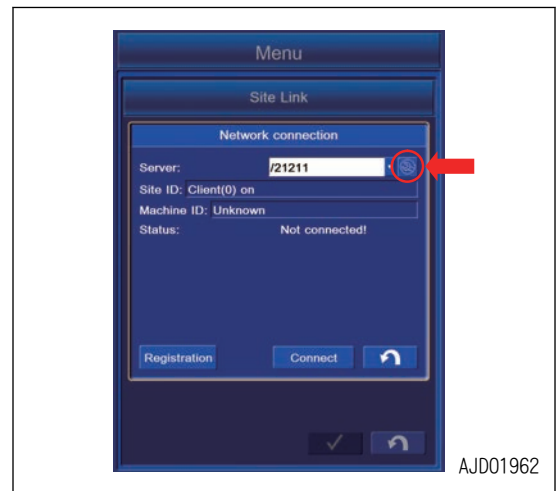 Menu
Site Link
Network connection
Server: /21211
Site ID: Client(0) on
Machine ID: Unknown
Status: Not connected!
Registration Connect
AJD01962